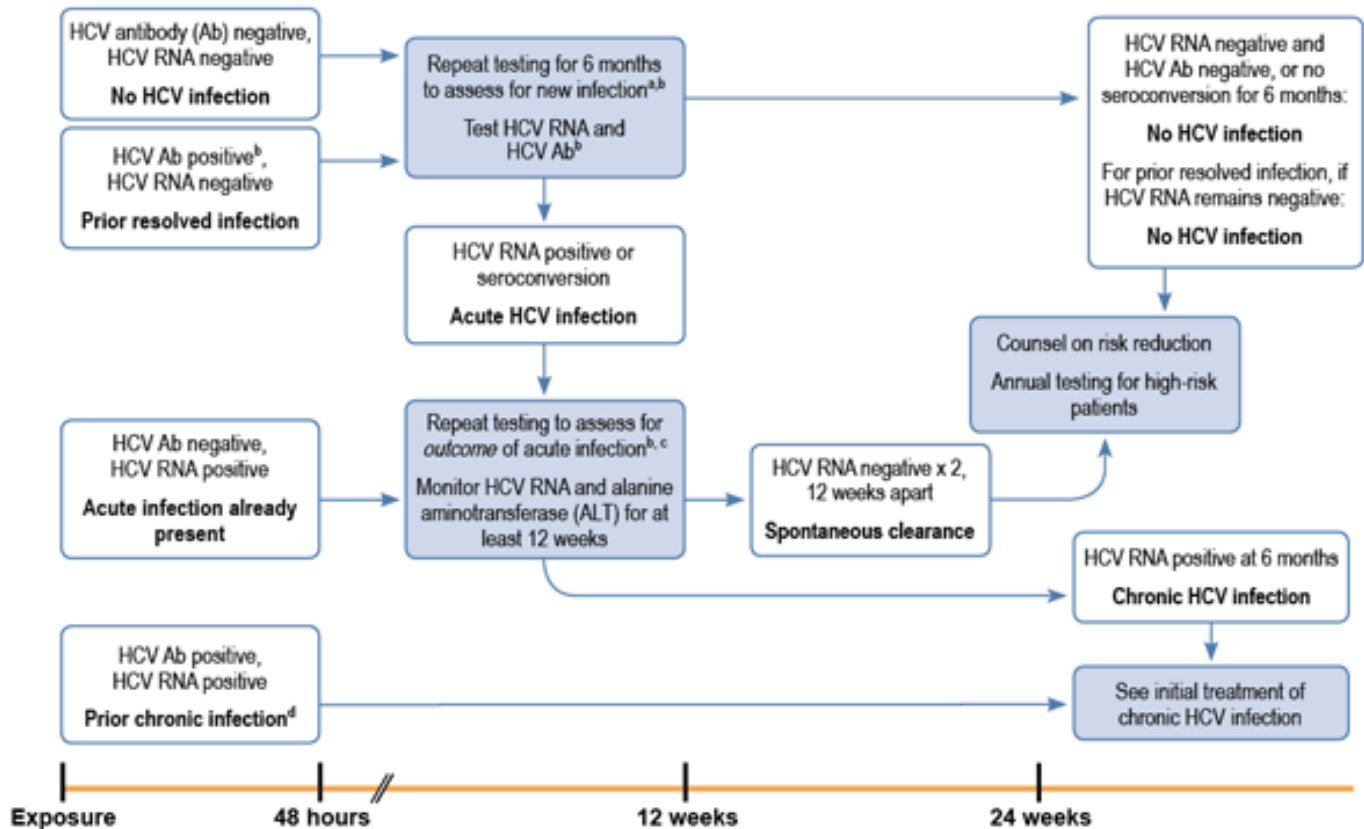 HCV antibody (Ab) negative,
HCV RNA negative
No HCV infection
HCV Ab positiveᵇ,
HCV RNA negative
Prior resolved infection
Repeat testing for 6 months
to assess for new infectionᵃ,ᵇ
Test HCV RNA and
HCV Abᵇ
HCV RNA negative and
HCV Ab negative, or no
seroconversion for 6 months:
No HCV infection
For prior resolved infection, if
HCV RNA remains negative:
No HCV infection
HCV RNA positive or
seroconversion
Acute HCV infection
Counsel on risk reduction
Annual testing for high-risk
patients
HCV Ab negative,
HCV RNA positive
Acute infection already
present
Repeat testing to assess for
outcome of acute infectionᵇ, ᶜ
Monitor HCV RNA and alanine
aminotransferase (ALT) for at
least 12 weeks
HCV RNA negative x 2,
12 weeks apart
Spontaneous clearance
HCV RNA positive at 6 months
Chronic HCV infection
HCV Ab positive,
HCV RNA positive
Prior chronic infectionᵈ
See initial treatment of
chronic HCV infection
Exposure
48 hours
12 weeks
24 weeks